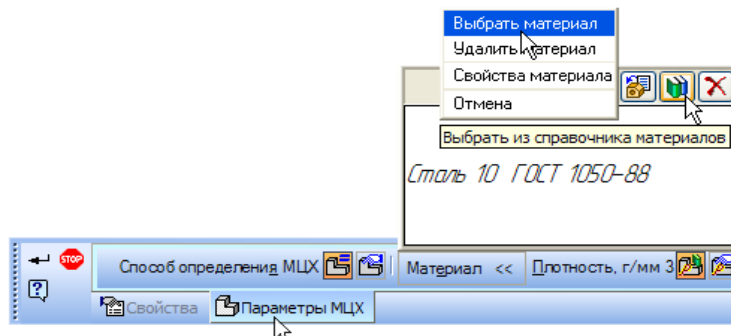 Выбрать материал
Удалить материал
Свойства материала
Отмена
Выбрать из справочника материалов
Сталь 10 ГОСТ 1050-88
STOP
Способ определения МЦХ
Материал <<
Плотность, г/мм 3
Свойства
Параметры МЦХ